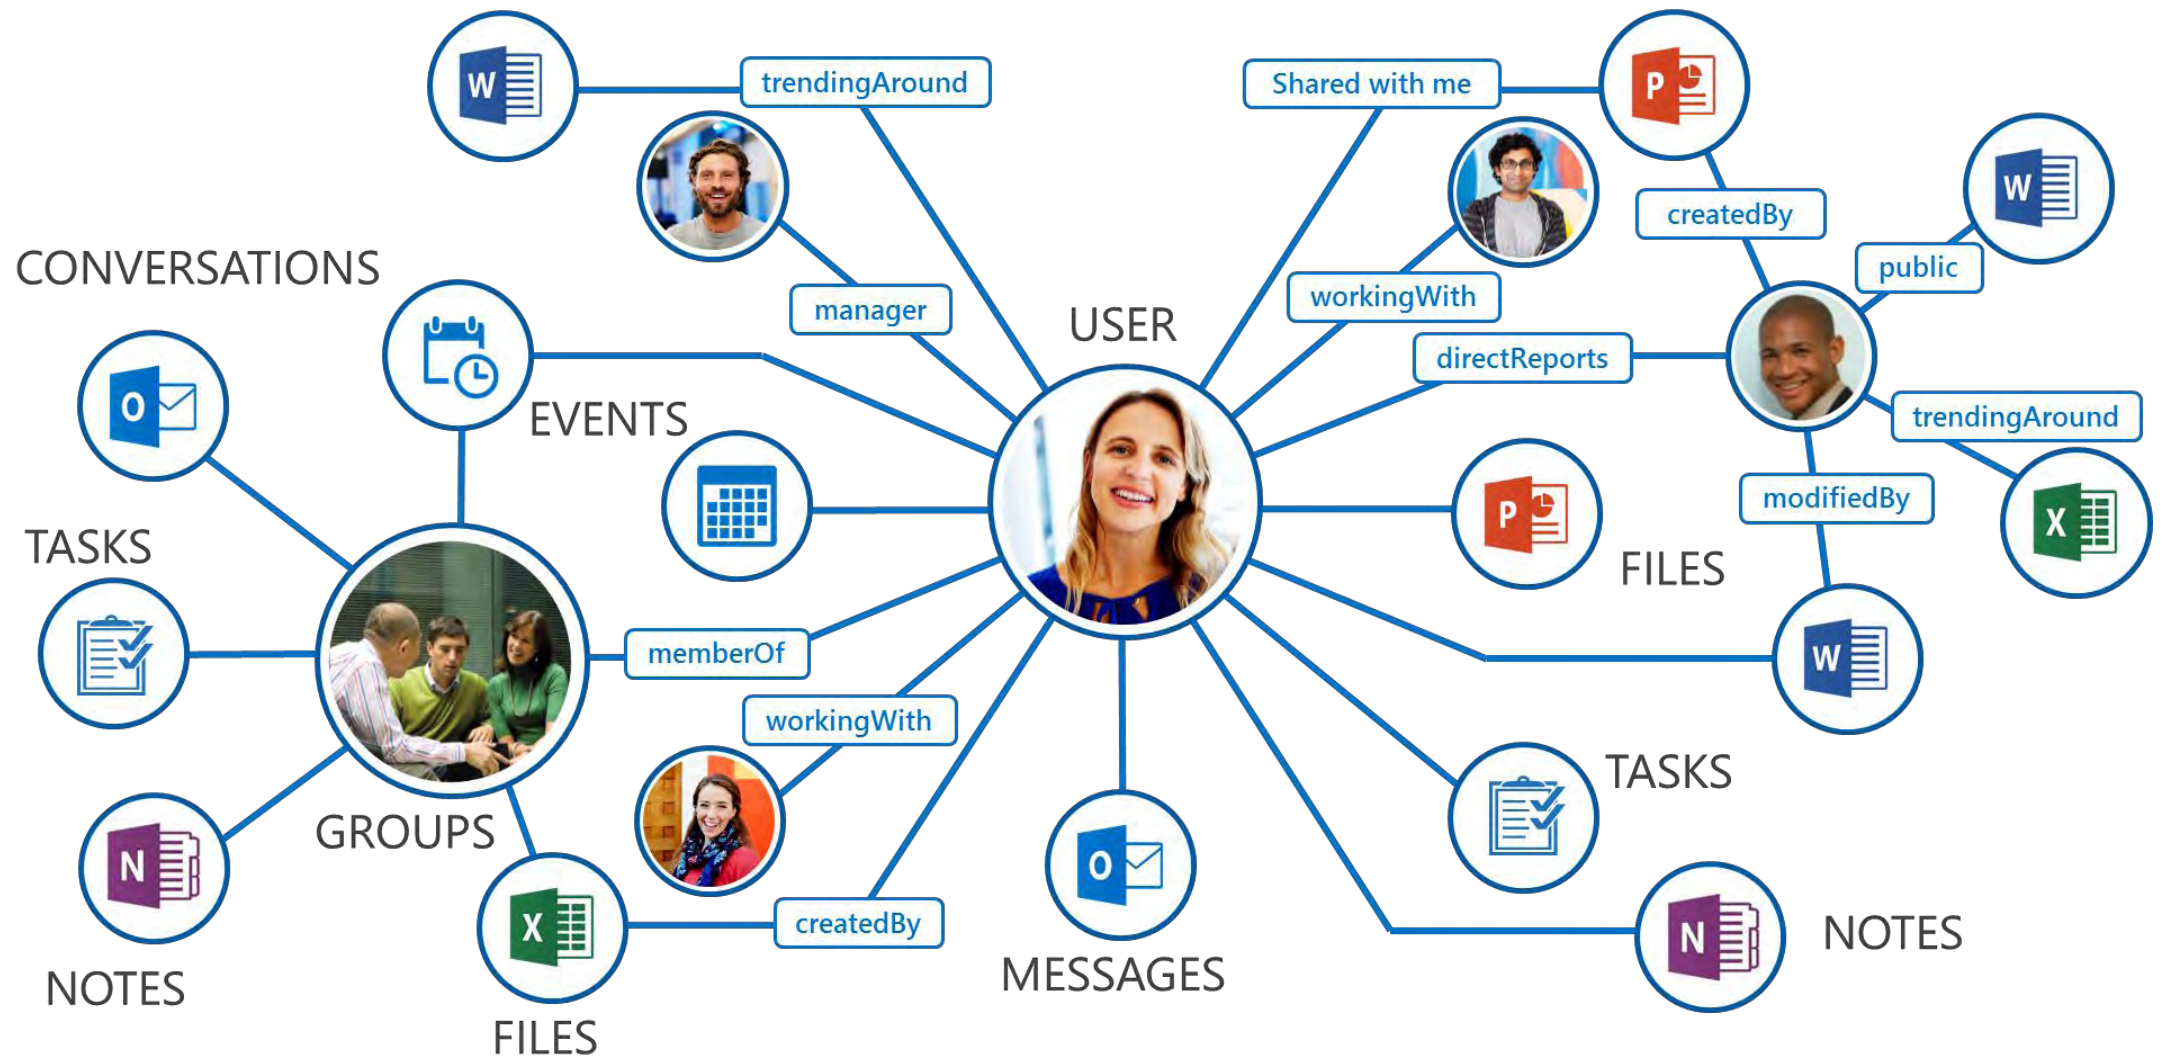 W
trendingAround
Shared with me
P
W
createdBy
CONVERSATIONS
public
manager
workingWith
USER
directReports
O
EVENTS
trendingAround
modifiedBy
P
X
TASKS
FILES
memberOf
W
workingWith
TASKS
GROUPS
N
O
X
createdBy
N
NOTES
MESSAGES
NOTES
FILES